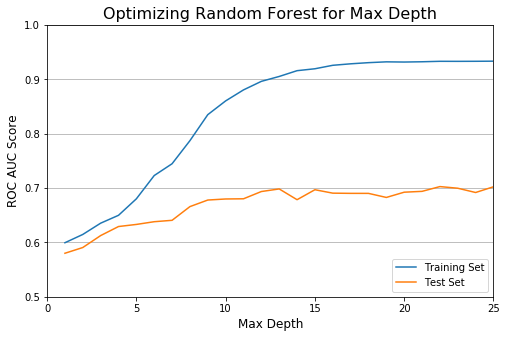 Optimizing Random Forest for Max Depth
1.0
0.9
0.8
0.7
0.6
0.5
ROC AUC Score
0
5
10
15
20
25
Max Depth
Training Set
Test Set